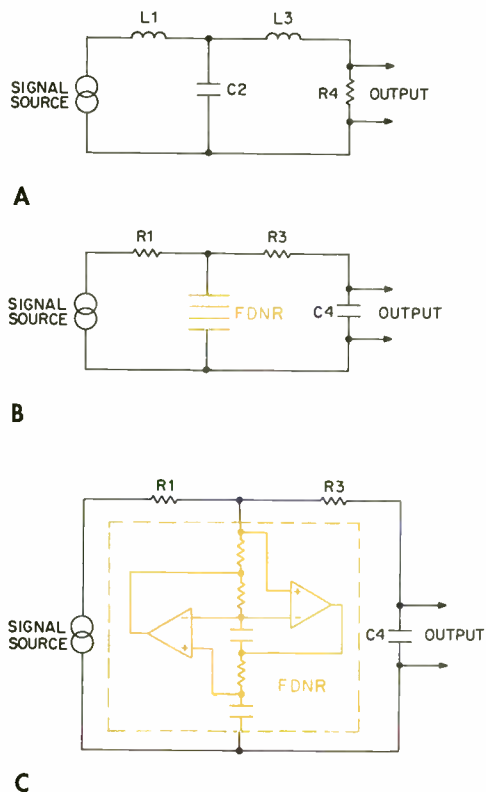 L1
L3
SIGNAL
SOURCE
C2
R4
OUTPUT
A
R1
R3
SIGNAL
SOURCE
FDNR
C4
OUTPUT
B
R1
R3
+
-
-
+
SIGNAL
SOURCE
C4
OUTPUT
FDNR
C